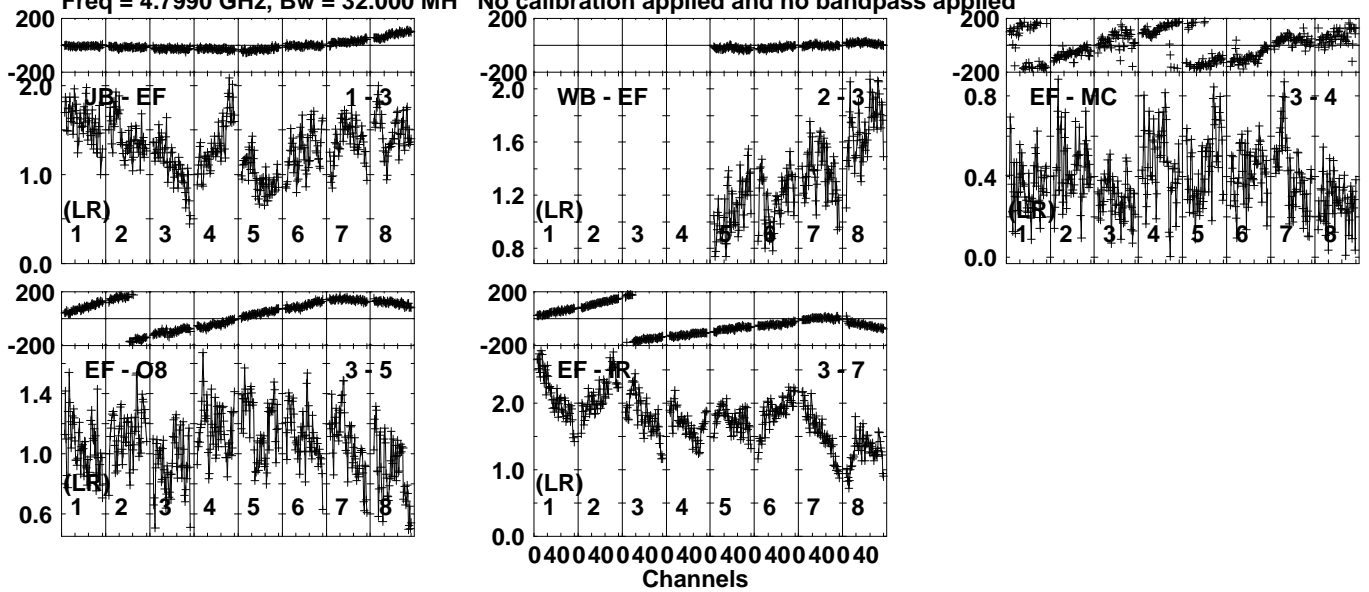 Freq = 4.7990 GHz, Bw = 32.000 MH No calibration applied and no bandpass applied
200
-200
2.0
1.0
0.0
JB - EF
1 - 3
(LR)
1 2 3 4 5 6 7 8
200
-200
2.0
1.6
1.2
0.8
WB - EF
2 - 3
(LR)
1 2 3 4 5 6 7 8
200
-200
0.8
0.4
0.0
EF - MC
3 - 4
(LR)
1 2 3 4 5 6 7 8
200
-200
1.4
1.0
0.6
EF - O8
3 - 5
(LR)
1 2 3 4 5 6 7 8
200
-200
2.0
1.0
0.0
EF - IR
3 - 7
(LR)
1 2 3 4 5 6 7 8
0 40 0 40 0 40 0 40 0 40 0 40 0 40 0 40
Channels